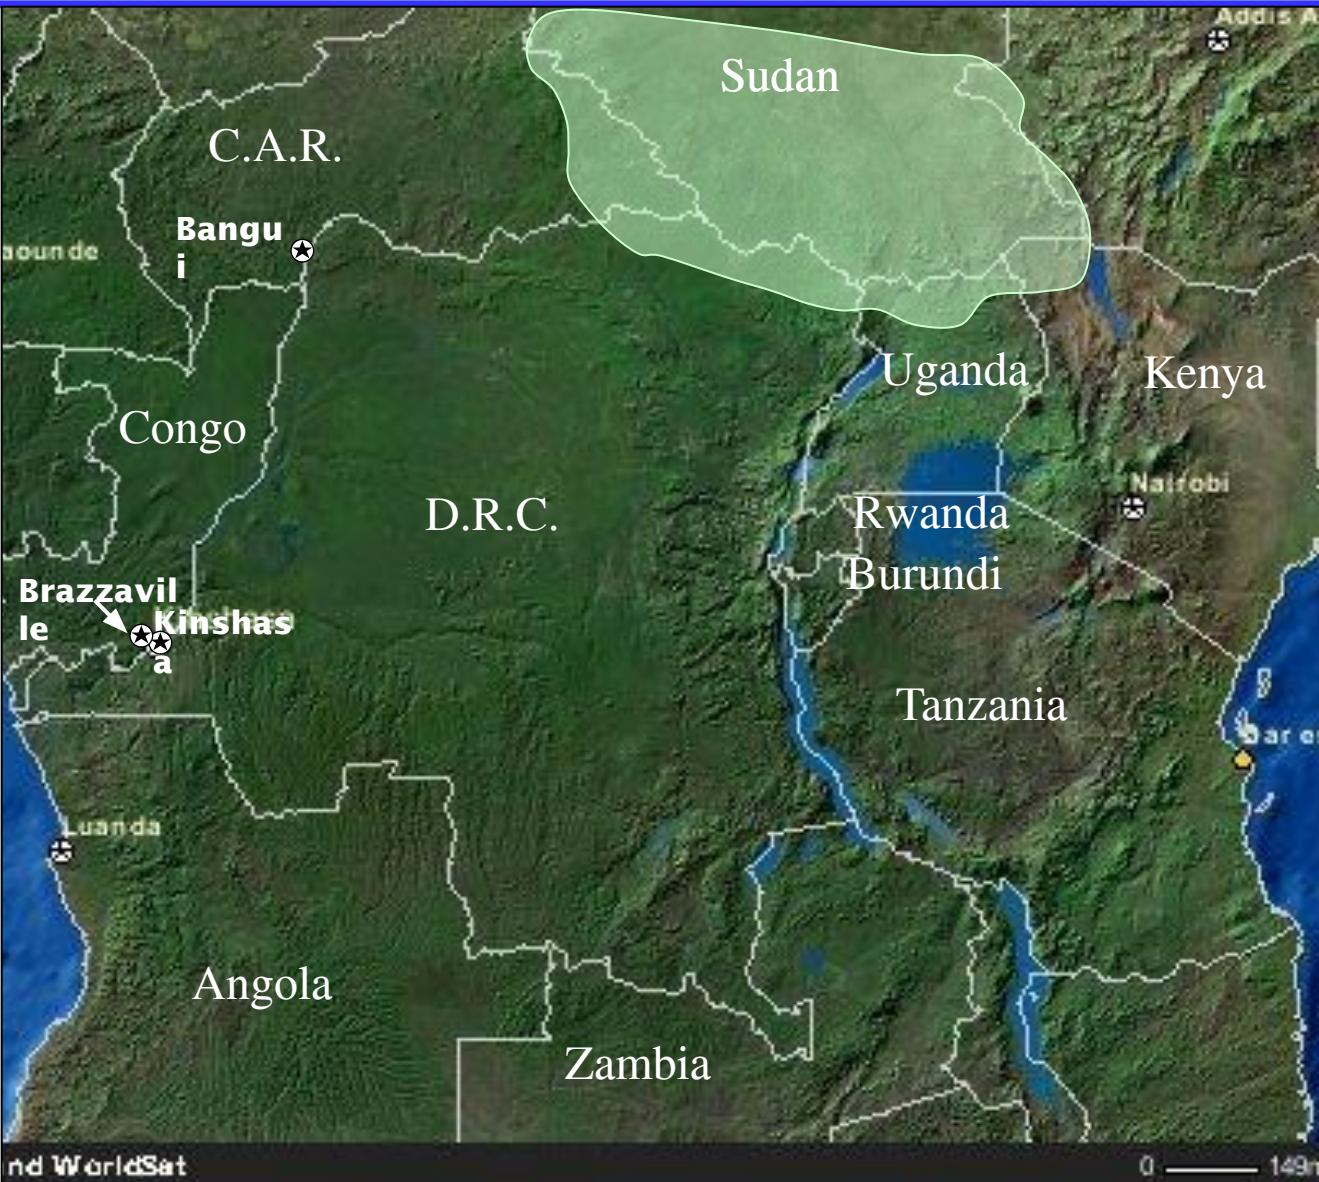 Addis A
Sudan
C.A.R.
Bangu
i
aounde
Uganda
Kenya
Congo
Nairobi
D.R.C.
Rwanda
Burundi
Brazzavil
le
Kinshas
a
Tanzania
Dar es
Luanda
Angola
Zambia
nd WorldSat
0
149m